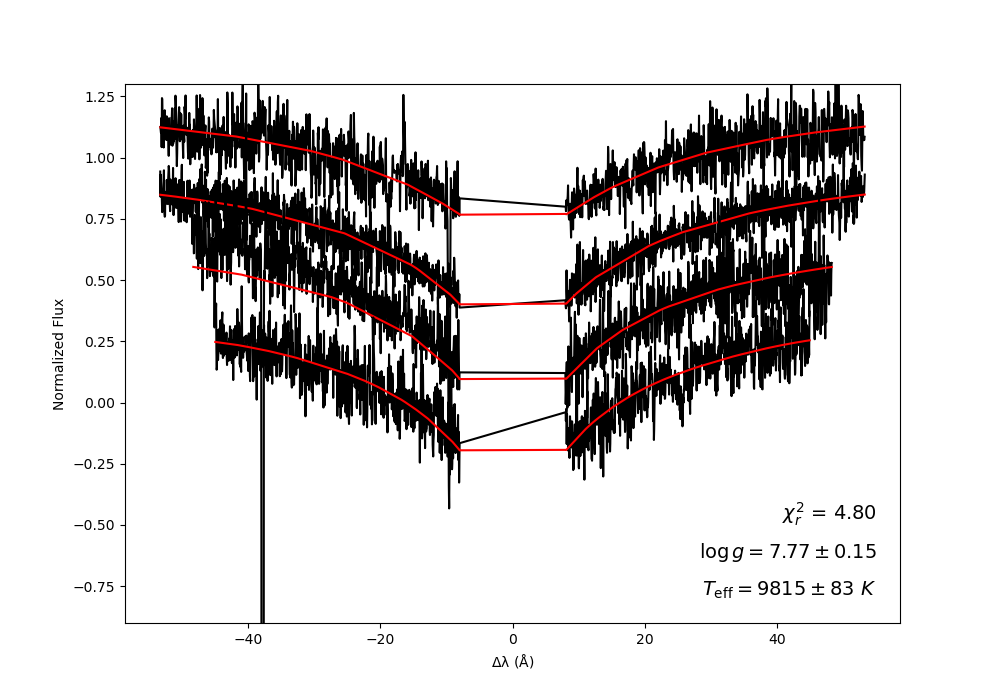 1.25
1.00
0.75
0.50
0.25
0.00
−0.25
−0.50
−0.75
Normalized Flux
χ²ᵣ = 4.80
log g = 7.77 ± 0.15
T_eff = 9815 ± 83 K
−40 −20 0 20 40
Δλ (Å)